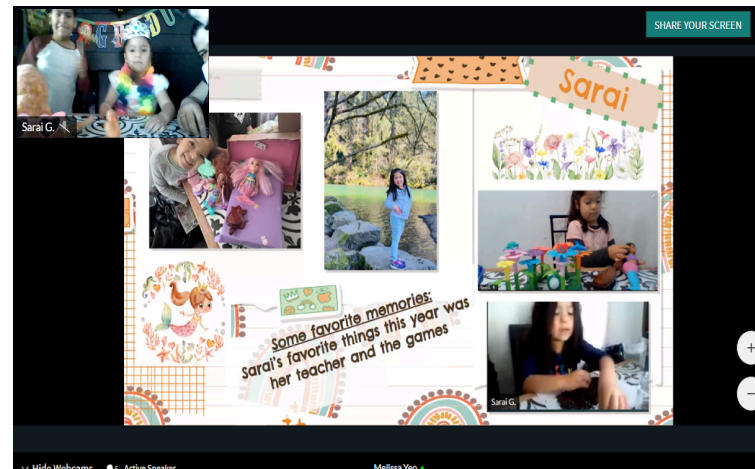 SHARE YOUR SCREEN
Sarai G.
Sarai
Some favorite memories:
Sarai's favorite things this year was
her teacher and the games
Sarai G.
Hide Webcams
Active Speaker
Melissa Yeo